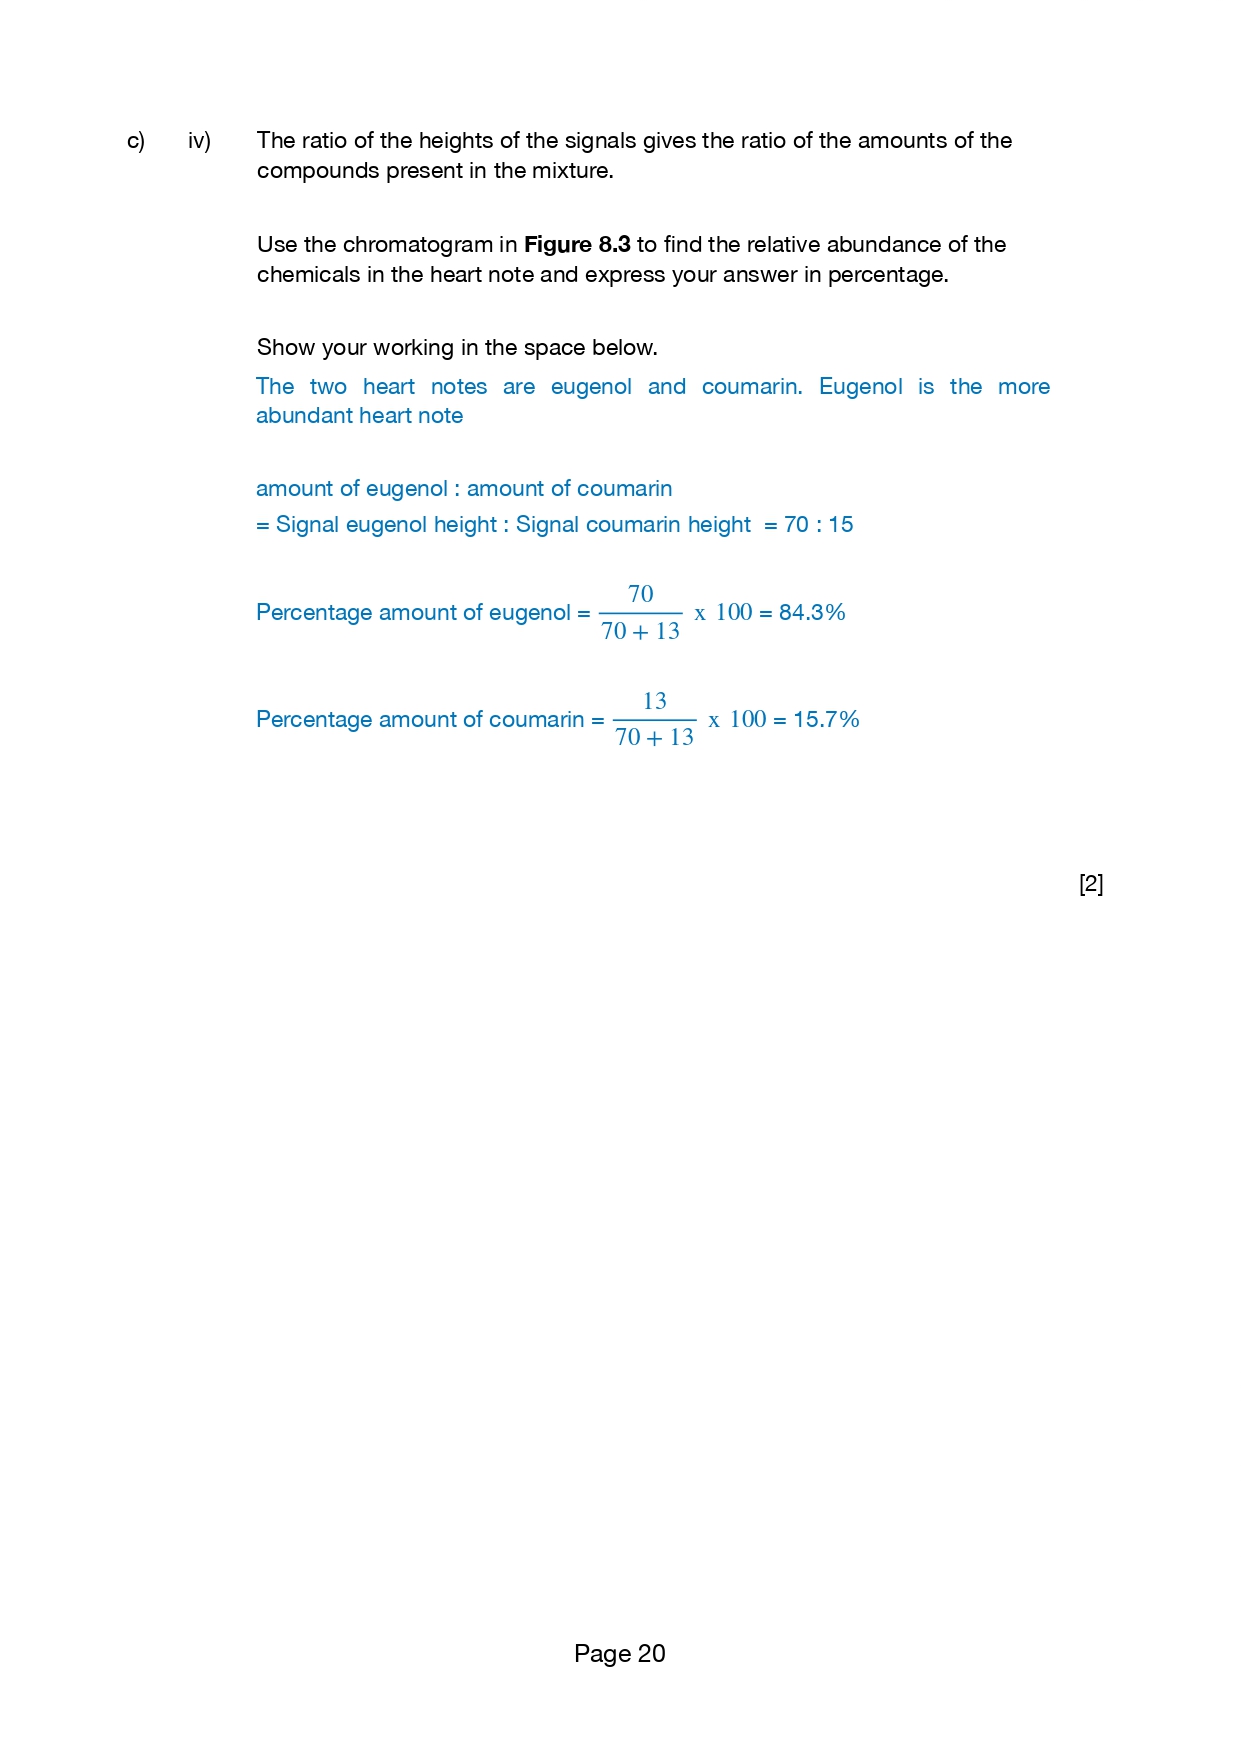 c) iv) The ratio of the heights of the signals gives the ratio of the amounts of the
compounds present in the mixture.
Use the chromatogram in Figure 8.3 to find the relative abundance of the
chemicals in the heart note and express your answer in percentage.
Show your working in the space below.
The two heart notes are eugenol and coumarin. Eugenol is the more
abundant heart note
amount of eugenol : amount of coumarin
= Signal eugenol height : Signal coumarin height = 70 : 15
Percentage amount of eugenol = 70 / (70 + 13) x 100 = 84.3%
Percentage amount of coumarin = 13 / (70 + 13) x 100 = 15.7%
[2]
Page 20